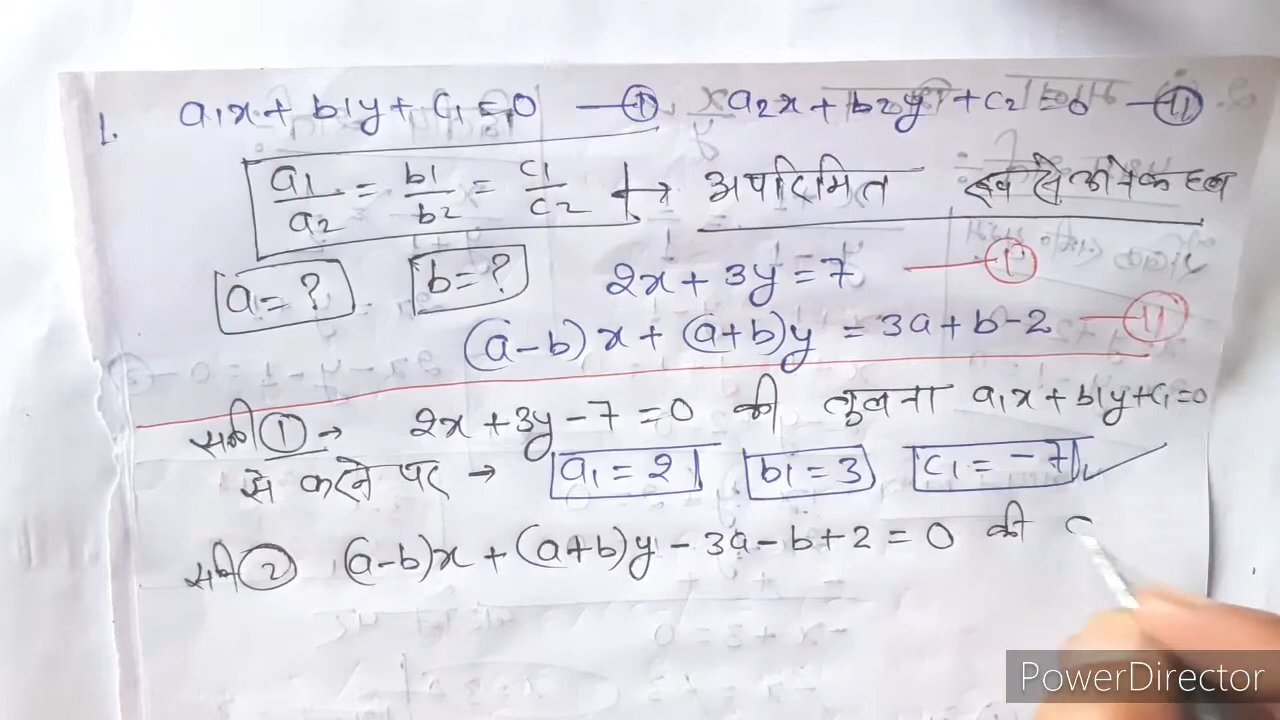 1. a1x + b1y + c1 = 0 — (I), a2x + b2y + c2 = 0 — (II)
a1/a2 = b1/b2 = c1/c2 → अपरिमित रूप से अनेक हल
a = ? b = ? 2x + 3y = 7 — (I)
(a-b)x + (a+b)y = 3a+b-2 — (II)
समी (1) → 2x + 3y - 7 = 0 की तुलना a1x + b1y + c1 = 0
से करने पर → a1 = 2 b1 = 3 c1 = -7
समी (2) (a-b)x + (a+b)y - 3a - b + 2 = 0 की
PowerDirector